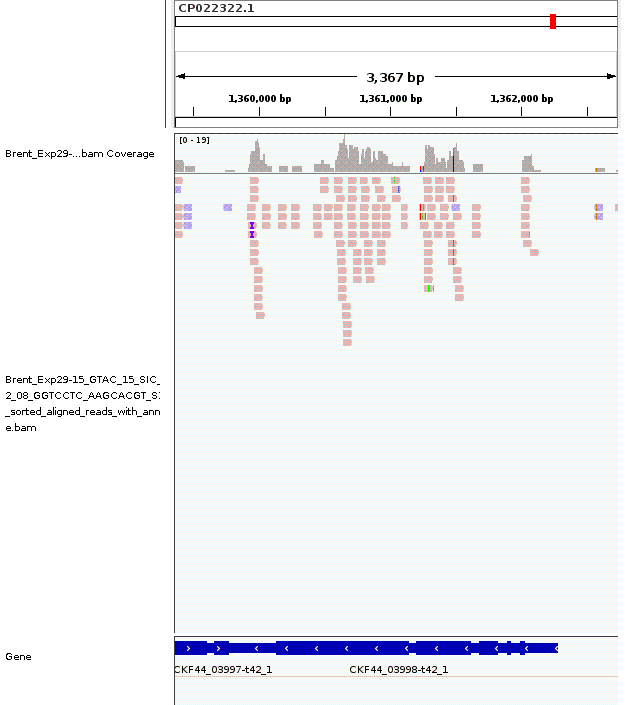 CP022322.1
3,367 bp
1,360,000 bp 1,361,000 bp 1,362,000 bp
[0 - 19]
Brent_Exp29-...bam Coverage
Brent_Exp29-15_GTAC_15_SIC_
2_08_GGTCCTC_AAGCACGT_S
_sorted_aligned_reads_with_ann
e.bam
Gene
CKF44_03997-t42_1 CKF44_03998-t42_1